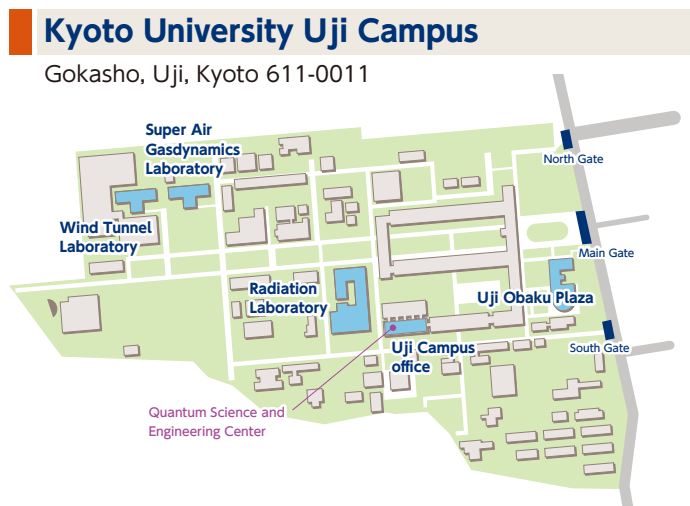 Kyoto University Uji Campus
Gokasho, Uji, Kyoto 611-0011
Super Air
Gasdynamics
Laboratory
North Gate
Wind Tunnel
Laboratory
Main Gate
Radiation
Laboratory
Uji Obaku Plaza
Uji Campus
office
South Gate
Quantum Science and
Engineering Center